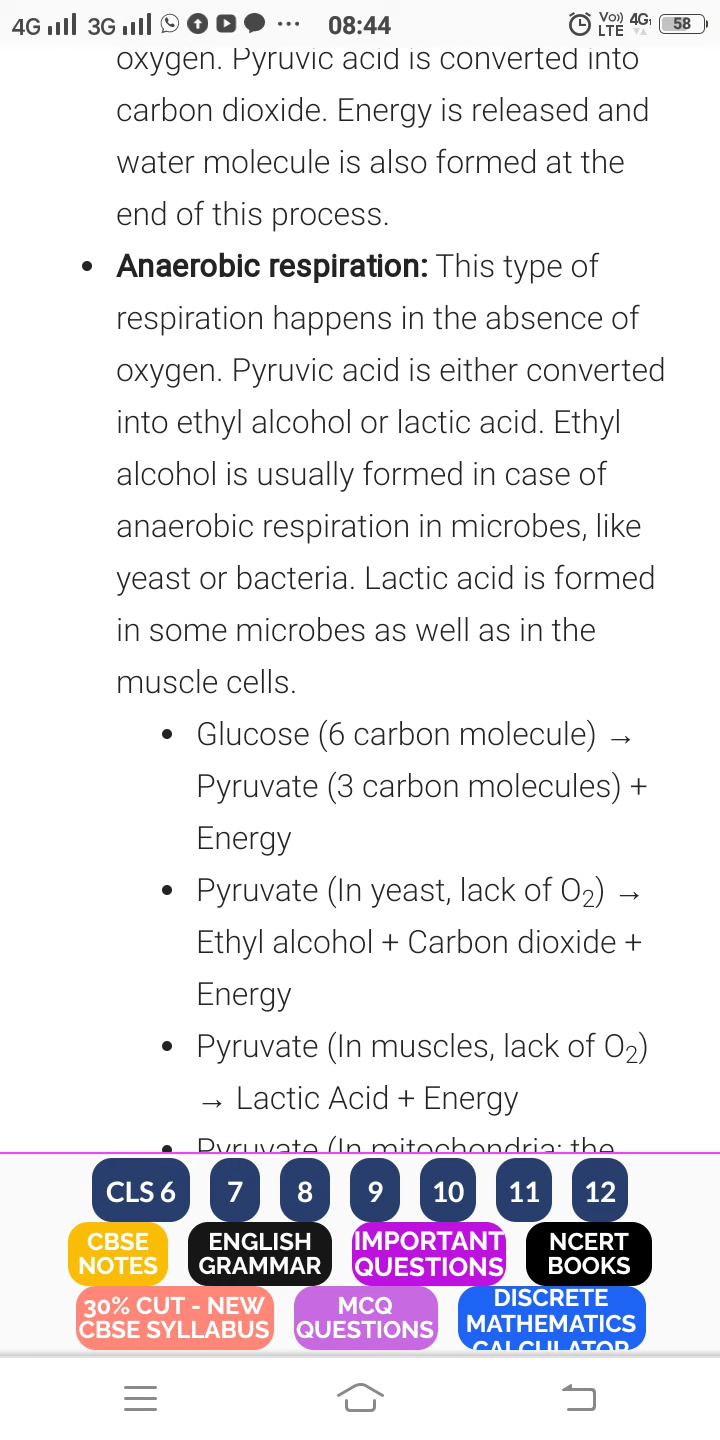 4G 3G 08:44 Vo)) LTE 4G 58
oxygen. Pyruvic acid is converted into
carbon dioxide. Energy is released and
water molecule is also formed at the
end of this process.
• Anaerobic respiration: This type of
respiration happens in the absence of
oxygen. Pyruvic acid is either converted
into ethyl alcohol or lactic acid. Ethyl
alcohol is usually formed in case of
anaerobic respiration in microbes, like
yeast or bacteria. Lactic acid is formed
in some microbes as well as in the
muscle cells.
• Glucose (6 carbon molecule) →
Pyruvate (3 carbon molecules) +
Energy
• Pyruvate (In yeast, lack of O₂) →
Ethyl alcohol + Carbon dioxide +
Energy
• Pyruvate (In muscles, lack of O₂)
→ Lactic Acid + Energy
• Pyruvate (In mitochondria; the
CLS 6 7 8 9 10 11 12
CBSE NOTES
ENGLISH GRAMMAR
IMPORTANT QUESTIONS
NCERT BOOKS
30% CUT - NEW CBSE SYLLABUS
MCQ QUESTIONS
DISCRETE MATHEMATICS CALCULATOR